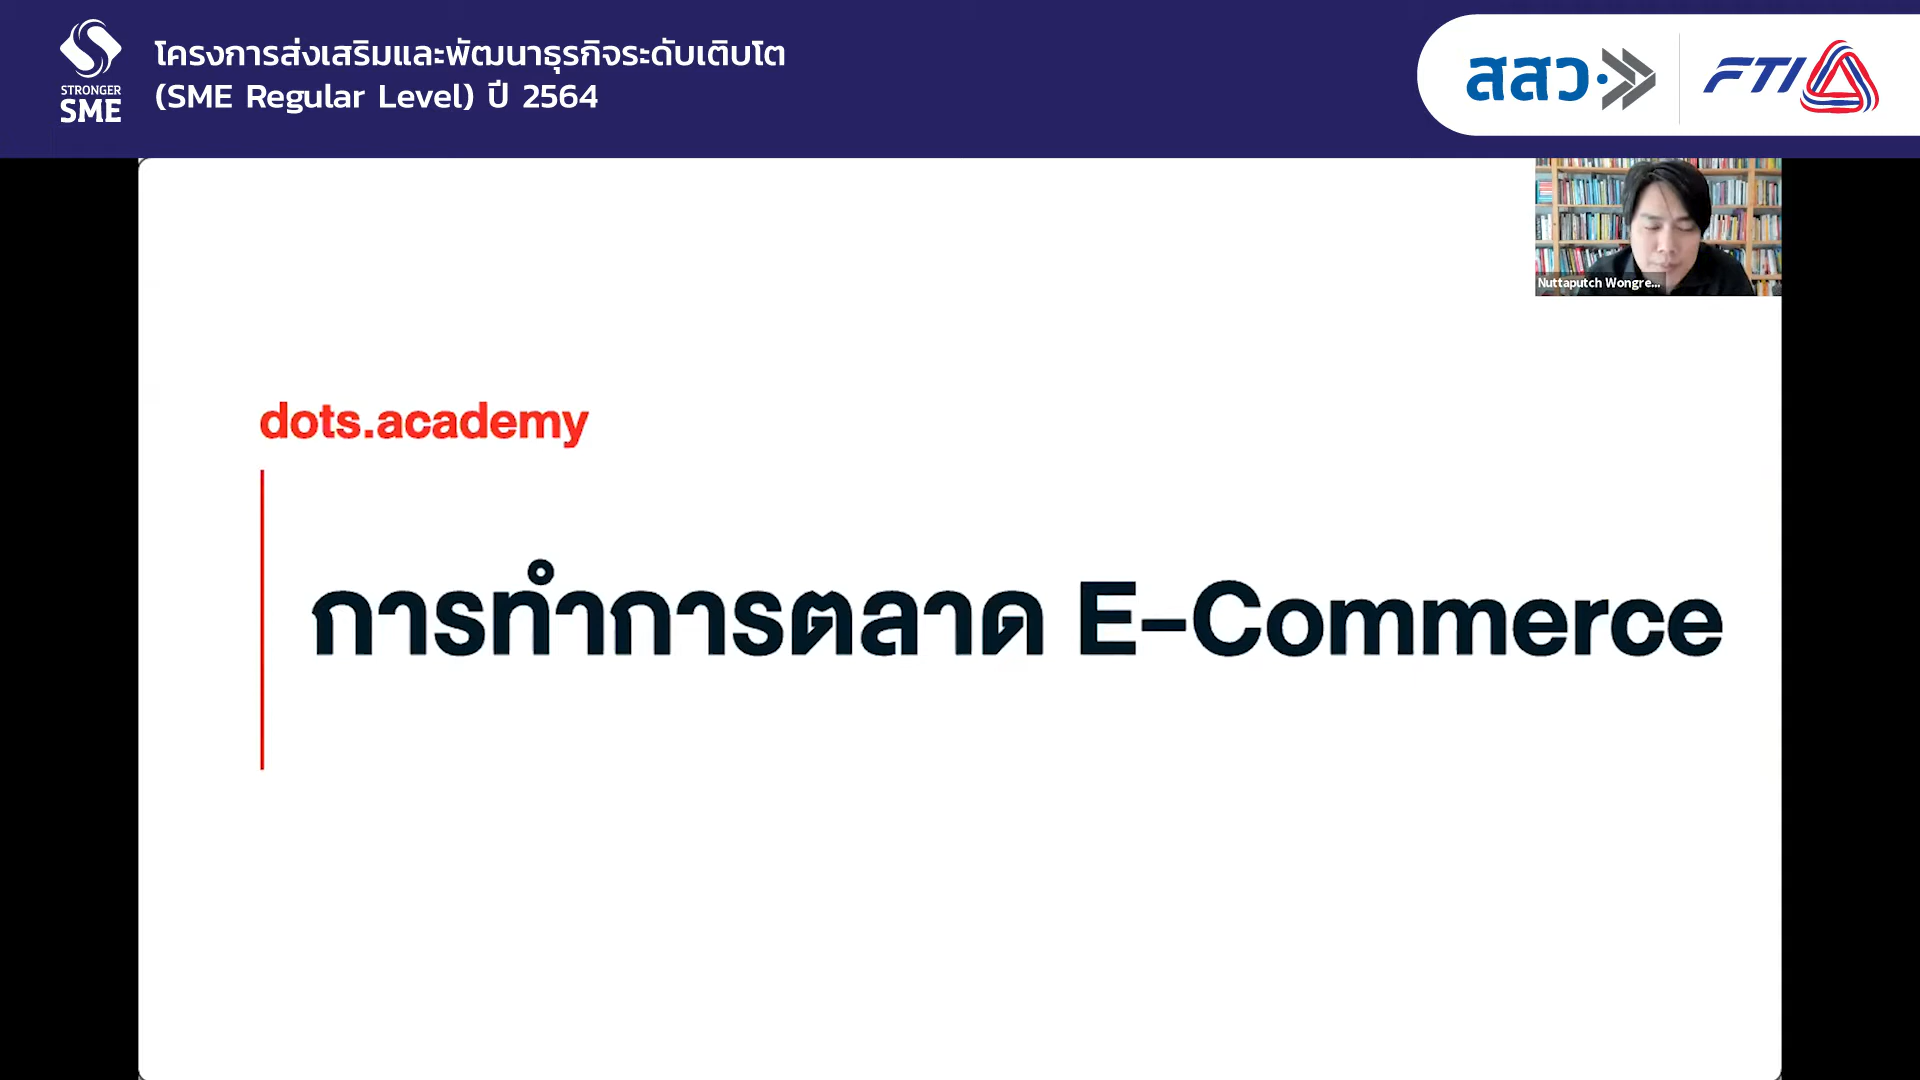 STRONGER
SME
โครงการส่งเสริมและพัฒนาธุรกิจระดับเติบโต
(SME Regular Level) ปี 2564
สสว
FTI
Nuttaputch Wongre...
dots.academy
การทำการตลาด E-Commerce